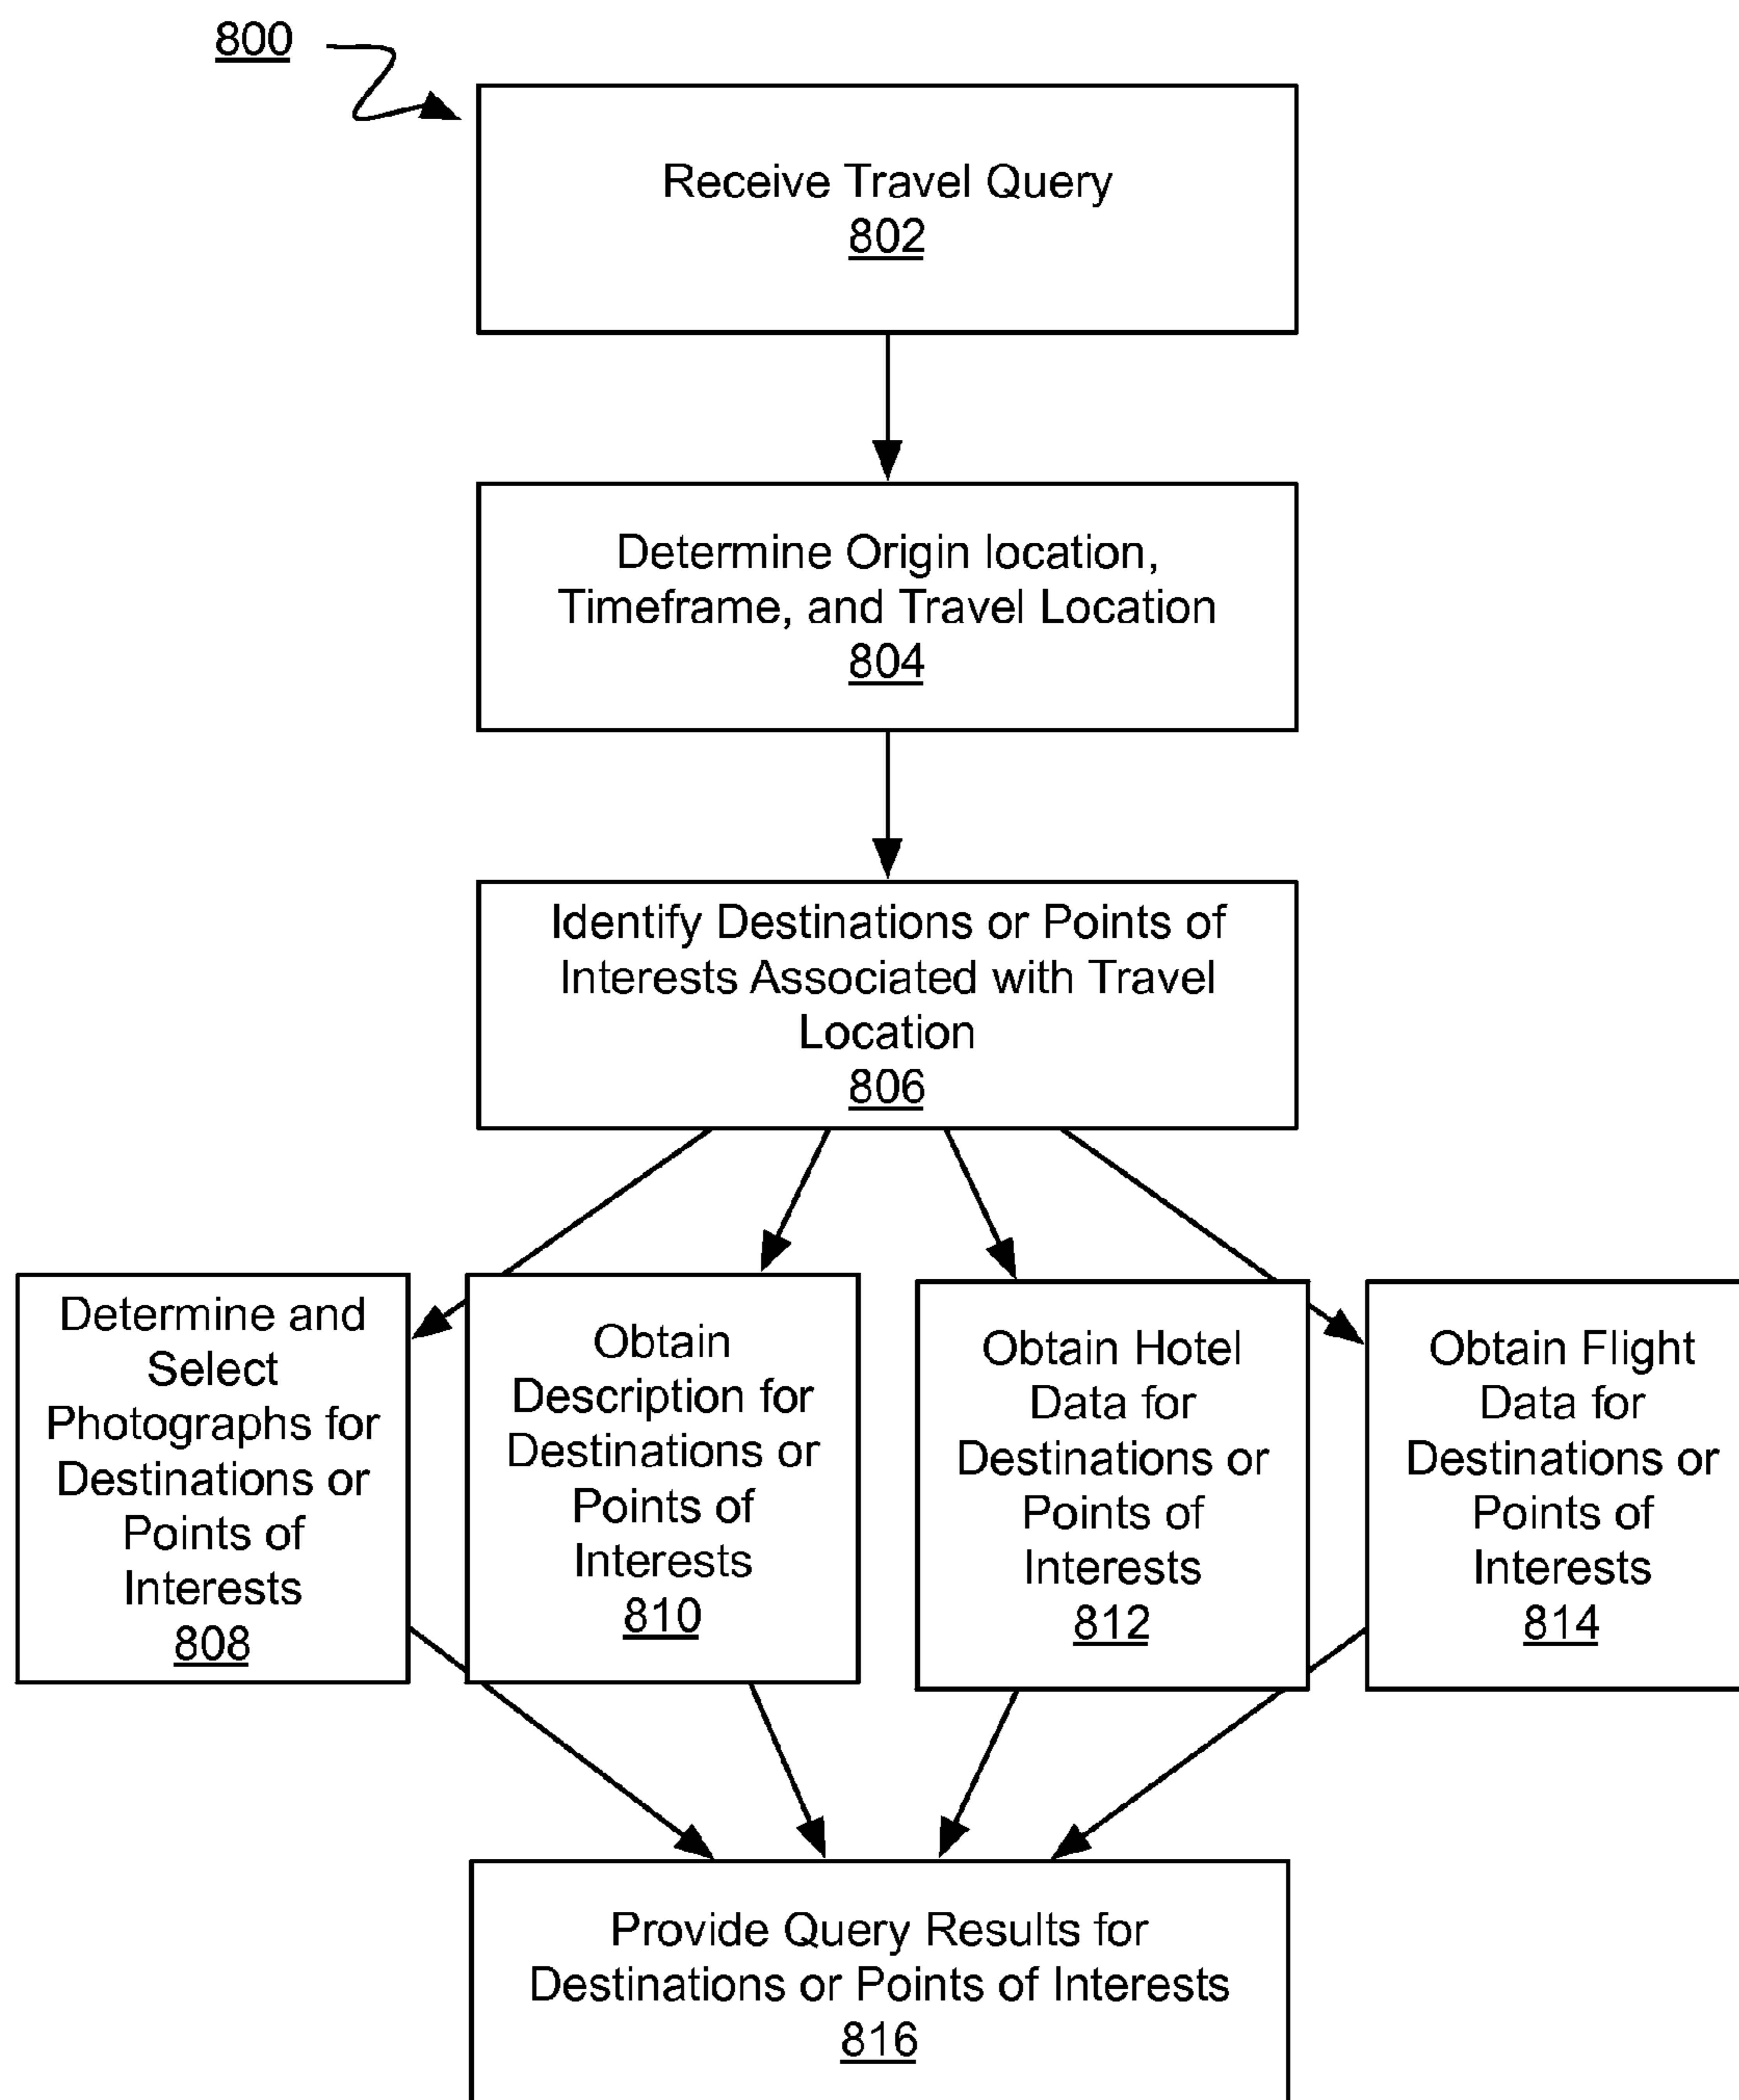 800
Receive Travel Query
802
Determine Origin location,
Timeframe, and Travel Location
804
Identify Destinations or Points of
Interests Associated with Travel
Location
806
Determine and
Select
Photographs for
Destinations or
Points of
Interests
808
Obtain
Description for
Destinations or
Points of
Interests
810
Obtain Hotel
Data for
Destinations or
Points of
Interests
812
Obtain Flight
Data for
Destinations or
Points of
Interests
814
Provide Query Results for
Destinations or Points of Interests
816